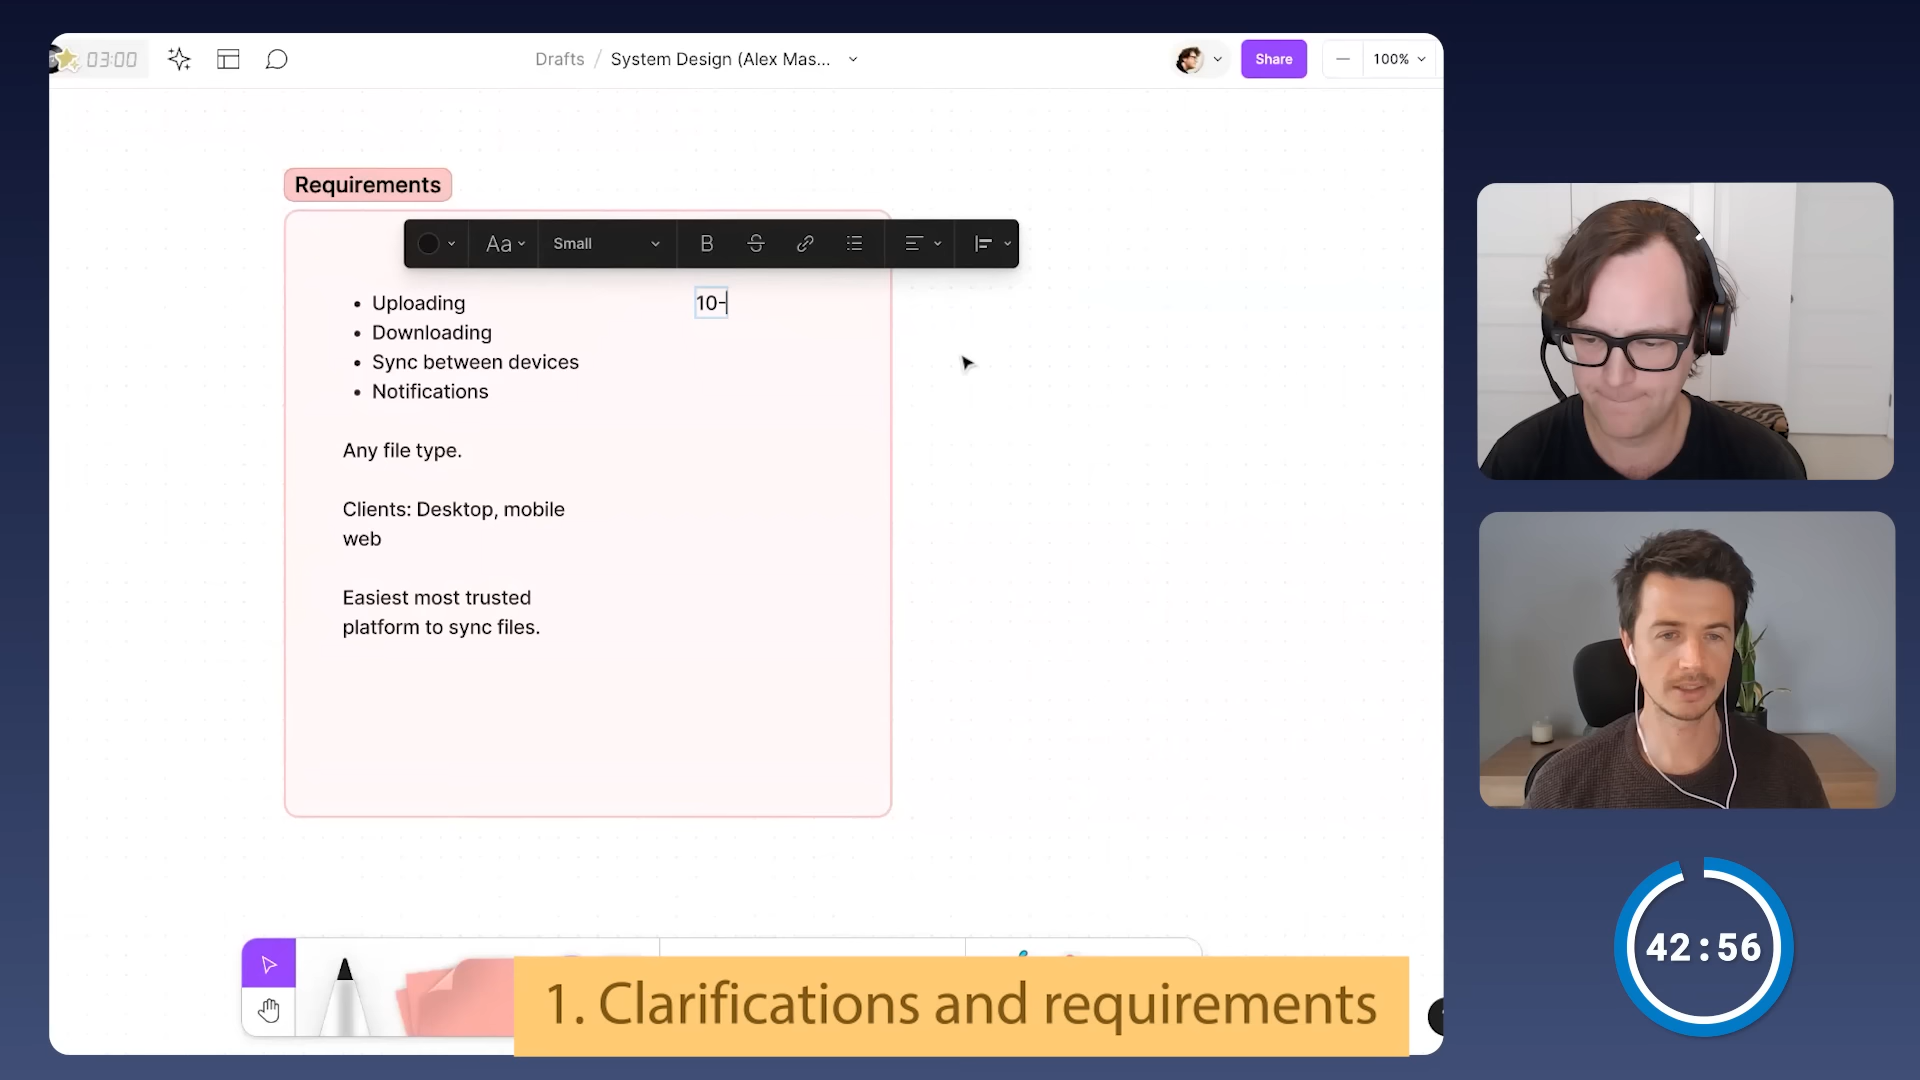 03:00
Drafts / System Design (Alex Mas...
Share
100%
Requirements
Aa
Small
B
S
• Uploading
• Downloading
• Sync between devices
• Notifications
10-
Any file type.
Clients: Desktop, mobile
web
Easiest most trusted
platform to sync files.
1. Clarifications and requirements
42:56